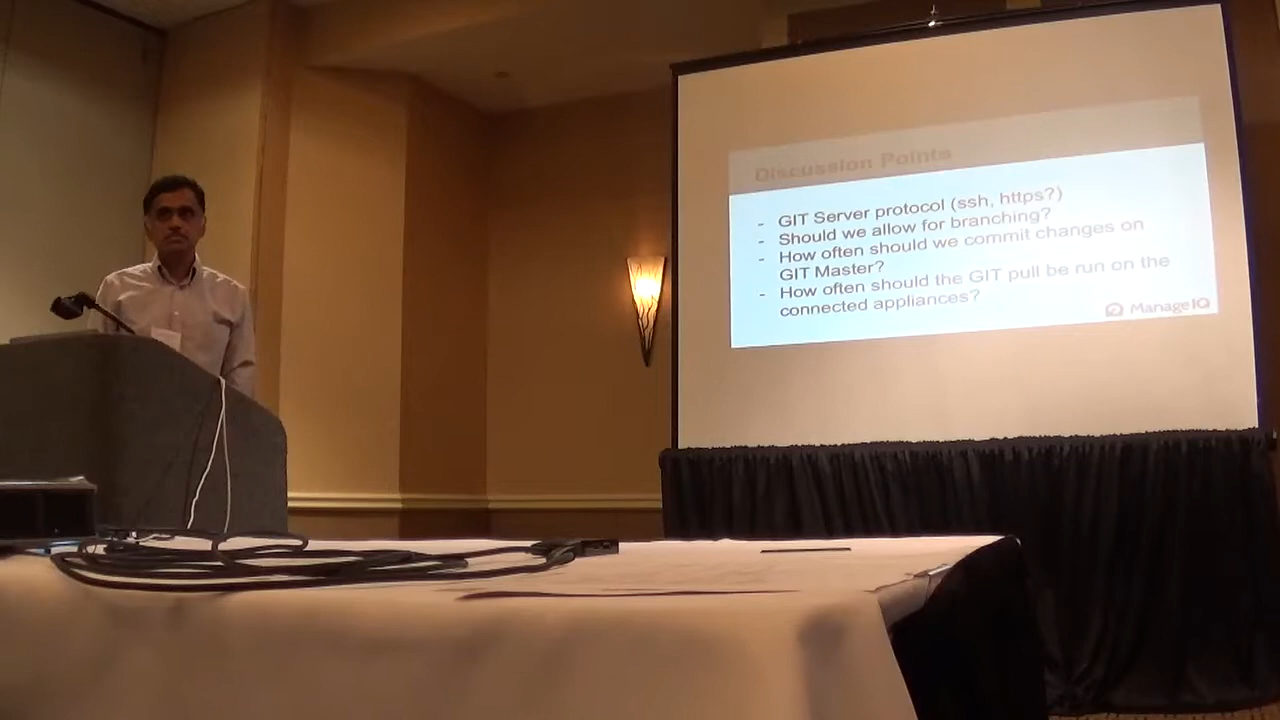 Discussion Points
- GIT Server protocol (ssh, https?)
- Should we allow for branching?
- How often should we commit changes on
GIT Master?
- How often should the GIT pull be run on the
connected appliances?
ManageIQ